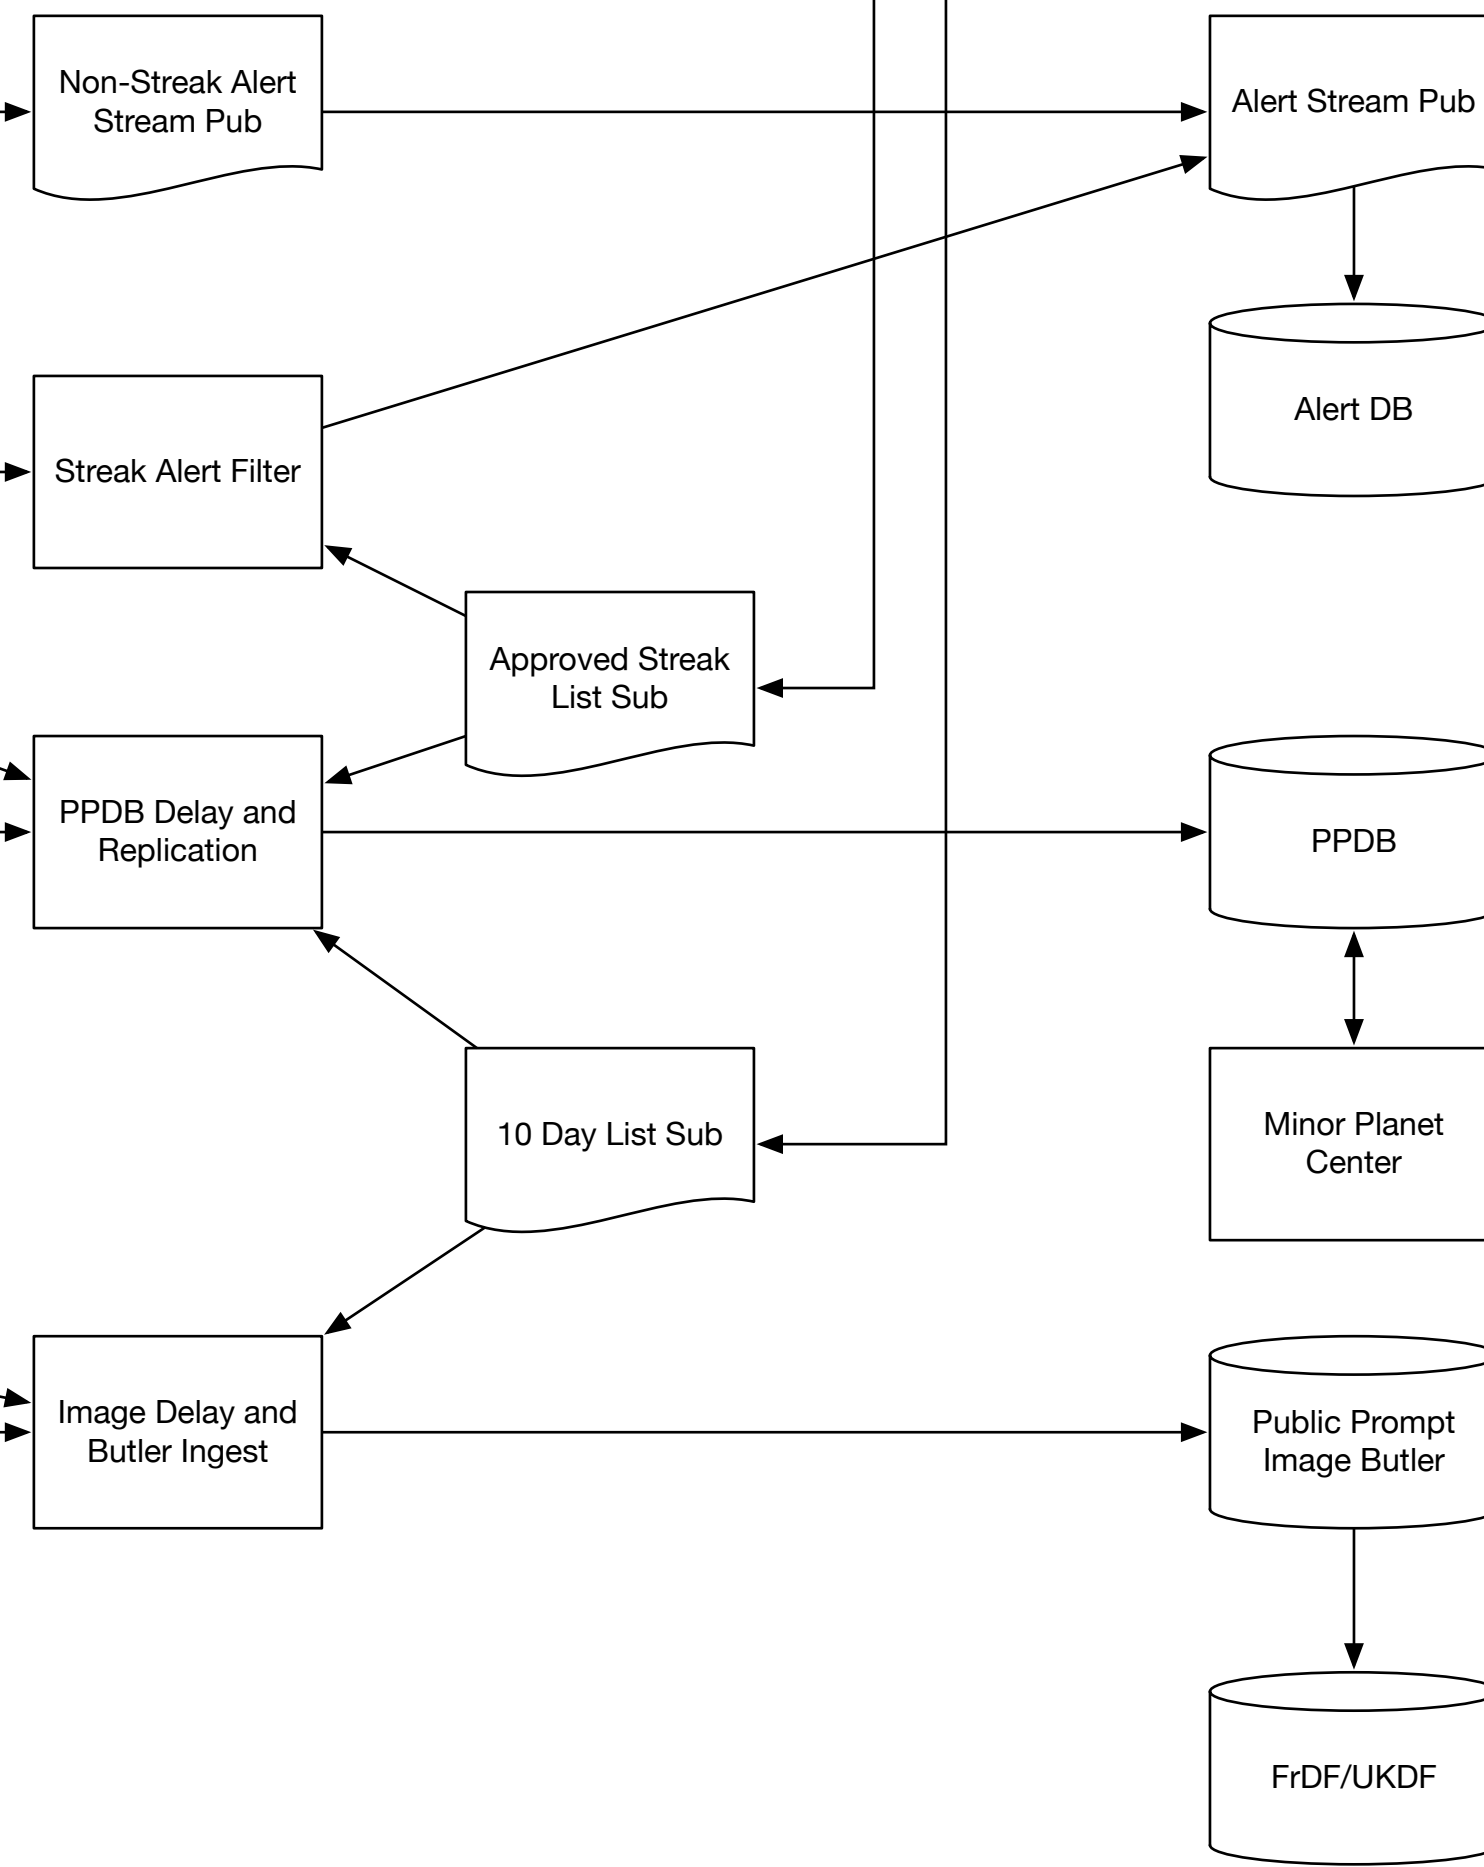 Non-Streak Alert
Stream Pub
Alert Stream Pub
Alert DB
Streak Alert Filter
Approved Streak
List Sub
PPDB Delay and
Replication
PPDB
10 Day List Sub
Minor Planet
Center
Image Delay and
Butler Ingest
Public Prompt
Image Butler
FrDF/UKDF